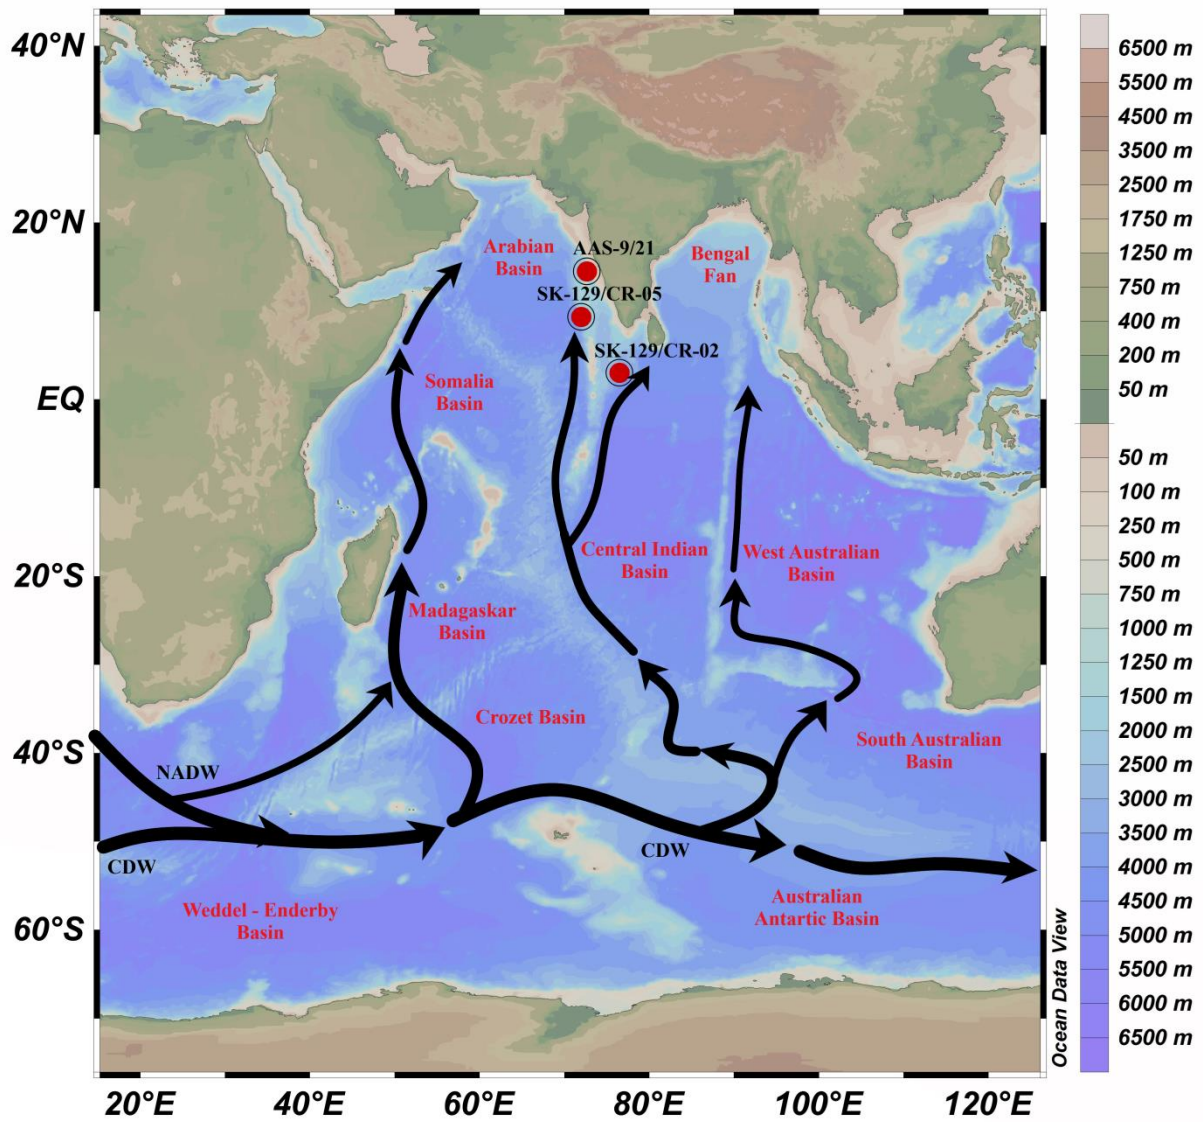 40°N
20°N
EQ
20°S
40°S
60°S
20°E
40°E
60°E
80°E
100°E
120°E
Arabian
Basin
AAS-9/21
Bengal
Fan
SK-129/CR-05
SK-129/CR-02
Somalia
Basin
Central Indian
Basin
West Australian
Basin
Madagaskar
Basin
Crozet Basin
South Australian
Basin
NADW
CDW
CDW
Weddel - Enderby
Basin
Australian
Antartic Basin
Ocean Data View
6500 m
5500 m
4500 m
3500 m
2500 m
1750 m
1250 m
750 m
400 m
200 m
50 m
50 m
100 m
250 m
500 m
750 m
1000 m
1250 m
1500 m
2000 m
2500 m
3000 m
3500 m
4000 m
4500 m
5000 m
5500 m
6000 m
6500 m